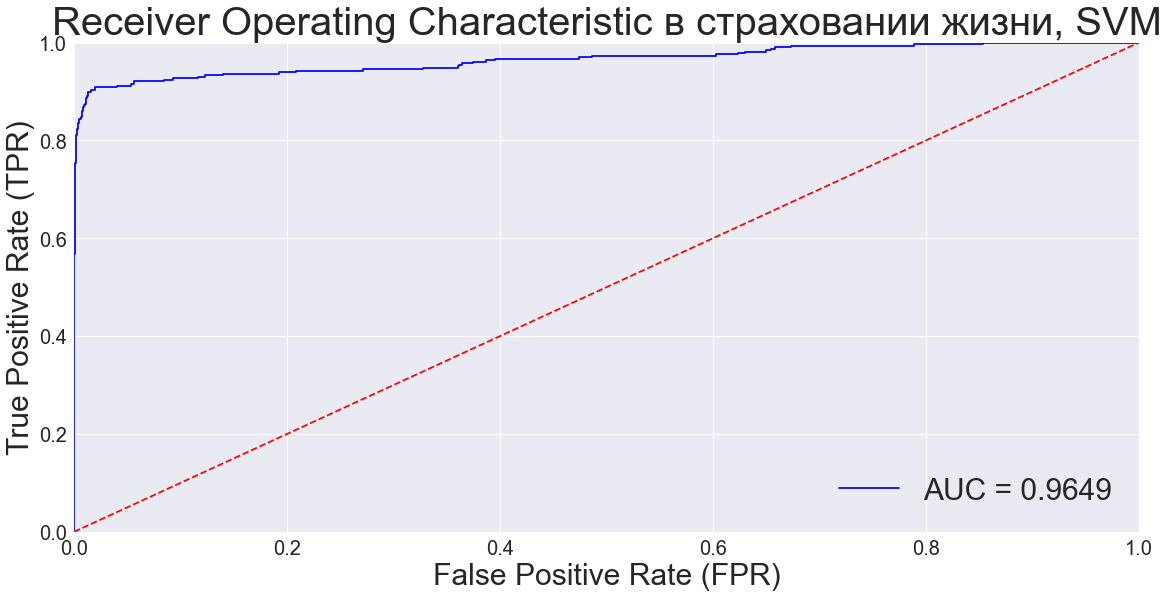 Receiver Operating Characteristic в страховании жизни, SVM
1.0
0.8
0.6
0.4
0.2
0.0
True Positive Rate (TPR)
AUC = 0.9649
0.0 0.2 0.4 0.6 0.8 1.0
False Positive Rate (FPR)